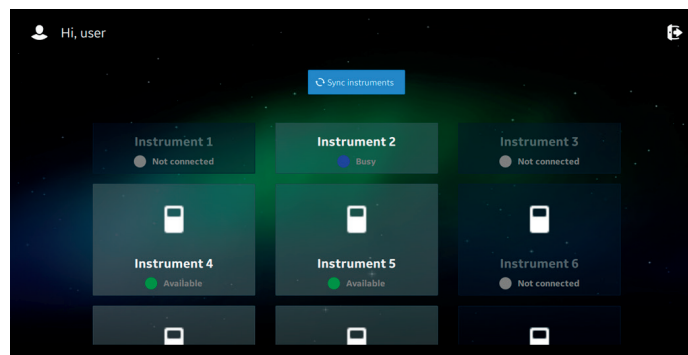 Hi, user
Sync instruments
Instrument 1
Not connected
Instrument 2
Busy
Instrument 3
Not connected
Instrument 4
Available
Instrument 5
Available
Instrument 6
Not connected